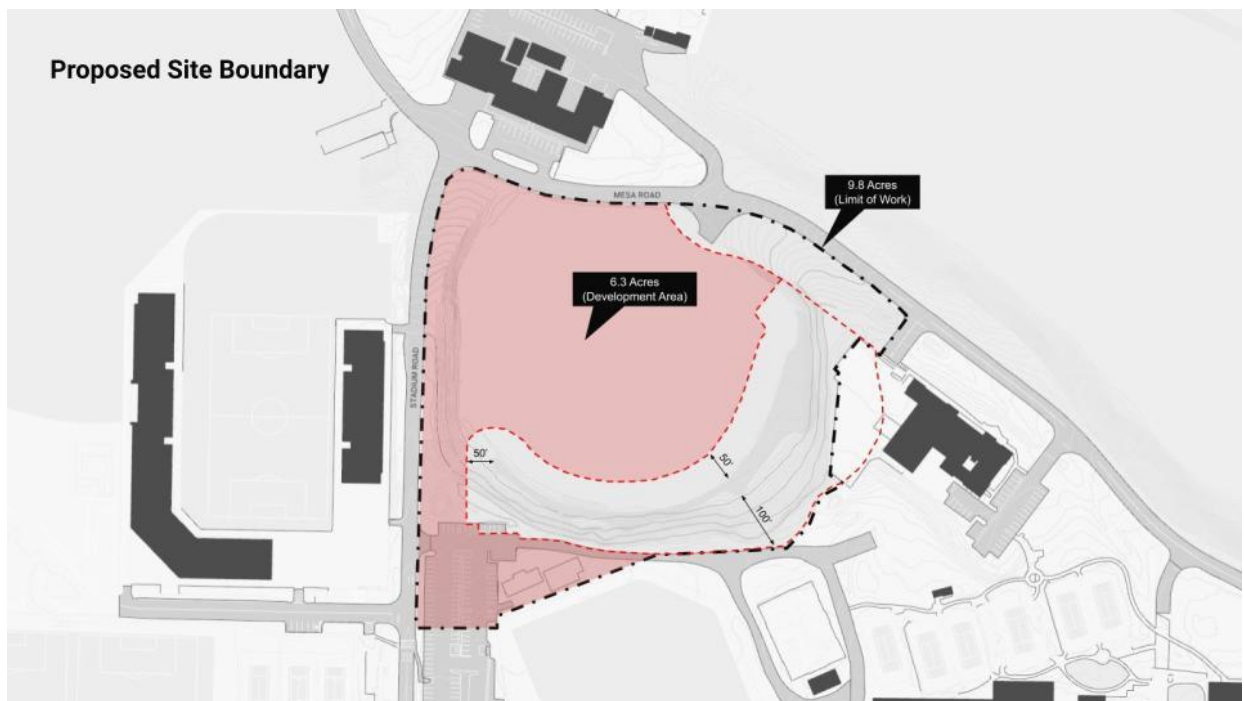 Proposed Site Boundary
MESA ROAD
9.8 Acres
(Limit of Work)
6.3 Acres
(Development Area)
STADIUM ROAD
50'
50'
100'